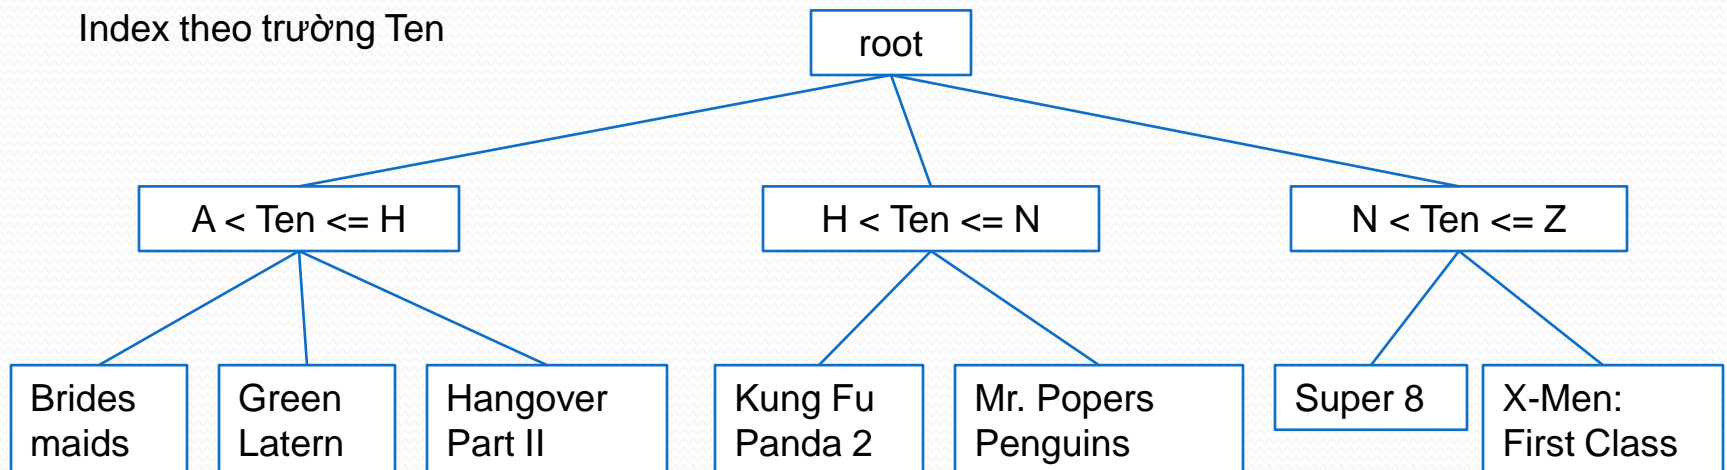 Index theo trường Ten
root
A < Ten <= H
H < Ten <= N
N < Ten <= Z
Brides
maids
Green
Latern
Hangover
Part II
Kung Fu
Panda 2
Mr. Popers
Penguins
Super 8
X-Men:
First Class